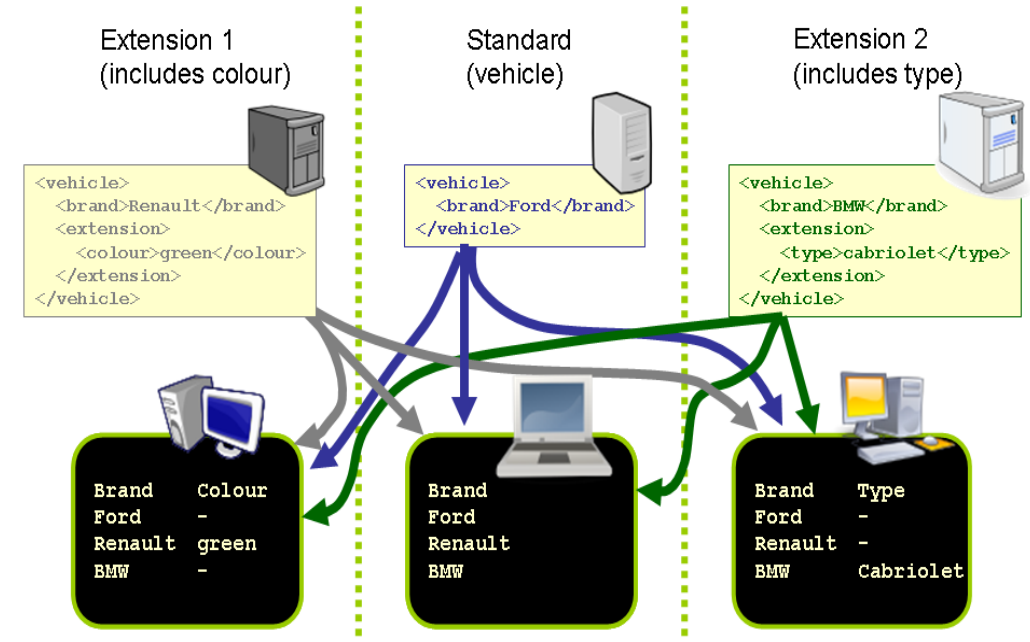 Extension 1
(includes colour)
Standard
(vehicle)
Extension 2
(includes type)
<vehicle>
  <brand>Renault</brand>
  <extension>
    <colour>green</colour>
  </extension>
</vehicle>
<vehicle>
  <brand>Ford</brand>
</vehicle>
<vehicle>
  <brand>BMW</brand>
  <extension>
    <type>cabriolet</type>
  </extension>
</vehicle>
Brand Colour
Ford -
Renault green
BMW -
Brand
Ford
Renault
BMW
Brand Type
Ford -
Renault -
BMW Cabriolet